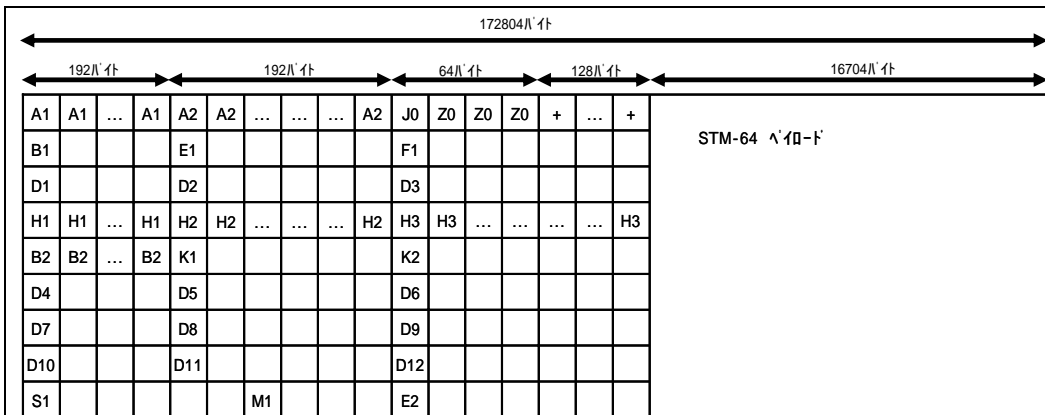 172804ﾊﾞｲﾄ
192ﾊﾞｲﾄ 192ﾊﾞｲﾄ 64ﾊﾞｲﾄ 128ﾊﾞｲﾄ 16704ﾊﾞｲﾄ
A1 A1 … A1 A2 A2 … … … A2 J0 Z0 Z0 Z0 + … +
STM-64 ﾍﾟｲﾛｰﾄﾞ
B1 E1 F1
D1 D2 D3
H1 H1 … H1 H2 H2 … … … H2 H3 H3 … … … … H3
B2 B2 … B2 K1 K2
D4 D5 D6
D7 D8 D9
D10 D11 D12
S1 M1 E2